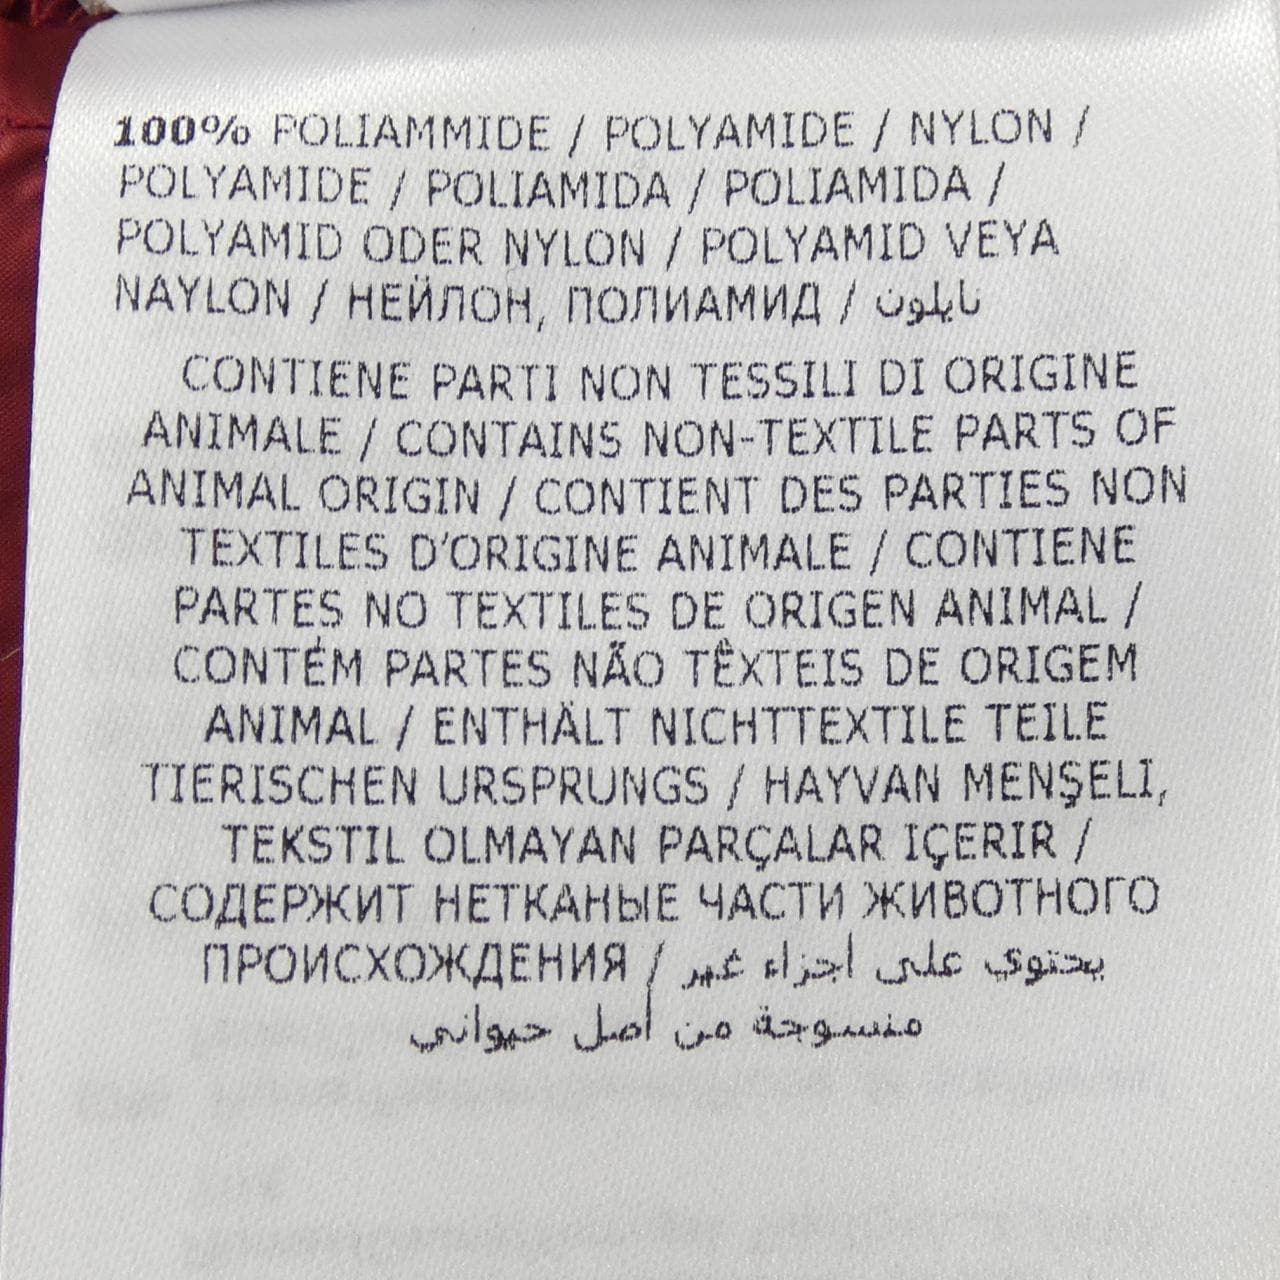 100% POLIAMMIDE / POLYAMIDE / NYLON /
POLYAMIDE / POLIAMIDA / POLIAMIDA /
POLYAMID ODER NYLON / POLYAMID VEYA
NAYLON / НЕЙЛОН, ПОЛИАМИД / نايلون
CONTIENE PARTI NON TESSILI DI ORIGINE
ANIMALE / CONTAINS NON-TEXTILE PARTS OF
ANIMAL ORIGIN / CONTIENT DES PARTIES NON
TEXTILES D'ORIGINE ANIMALE / CONTIENE
PARTES NO TEXTILES DE ORIGEN ANIMAL /
CONTÉM PARTES NÃO TÊXTEIS DE ORIGEM
ANIMAL / ENTHÄLT NICHTTEXTILE TEILE
TIERISCHEN URSPRUNGS / HAYVAN MENŞELI,
TEKSTIL OLMAYAN PARÇALAR IÇERIR /
СОДЕРЖИТ НЕТКАНЫЕ ЧАСТИ ЖИВОТНОГО
ПРОИСХОЖДЕНИЯ / يحتوي على أجزاء غير
منسوجة من أصل حيواني